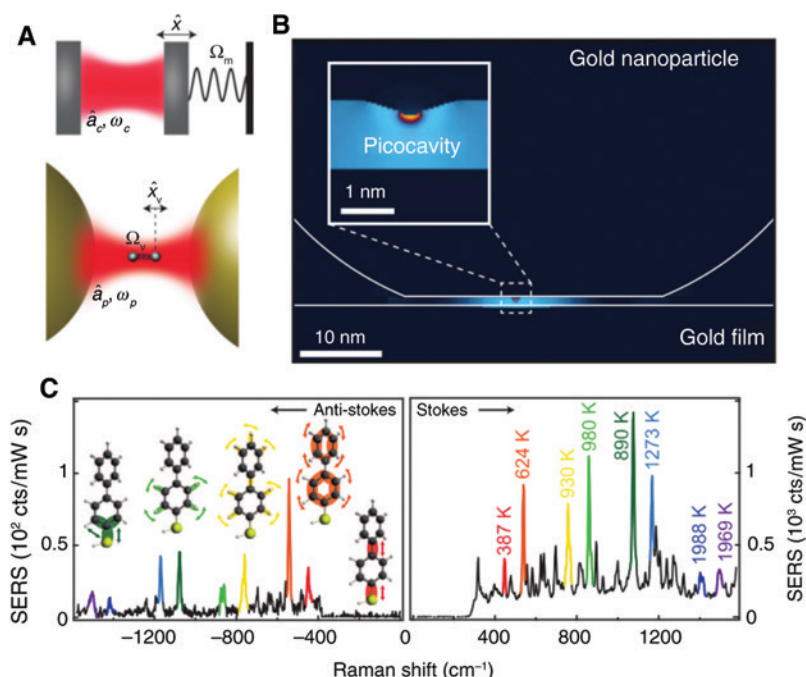 A
x̂
Ω_m
â_c, ω_c
x̂_v
Ω_v
â_p, ω_p
B
Gold nanoparticle
Picocavity
1 nm
10 nm
Gold film
C
SERS (10² cts/mW s)
1
0.5
0
← Anti-stokes
Stokes →
387 K
624 K
930 K
980 K
890 K
1273 K
1988 K
1969 K
1
0.5
0
SERS (10² cts/mW s)
−1200 −800 −400 0 400 800 1200
Raman shift (cm⁻¹)